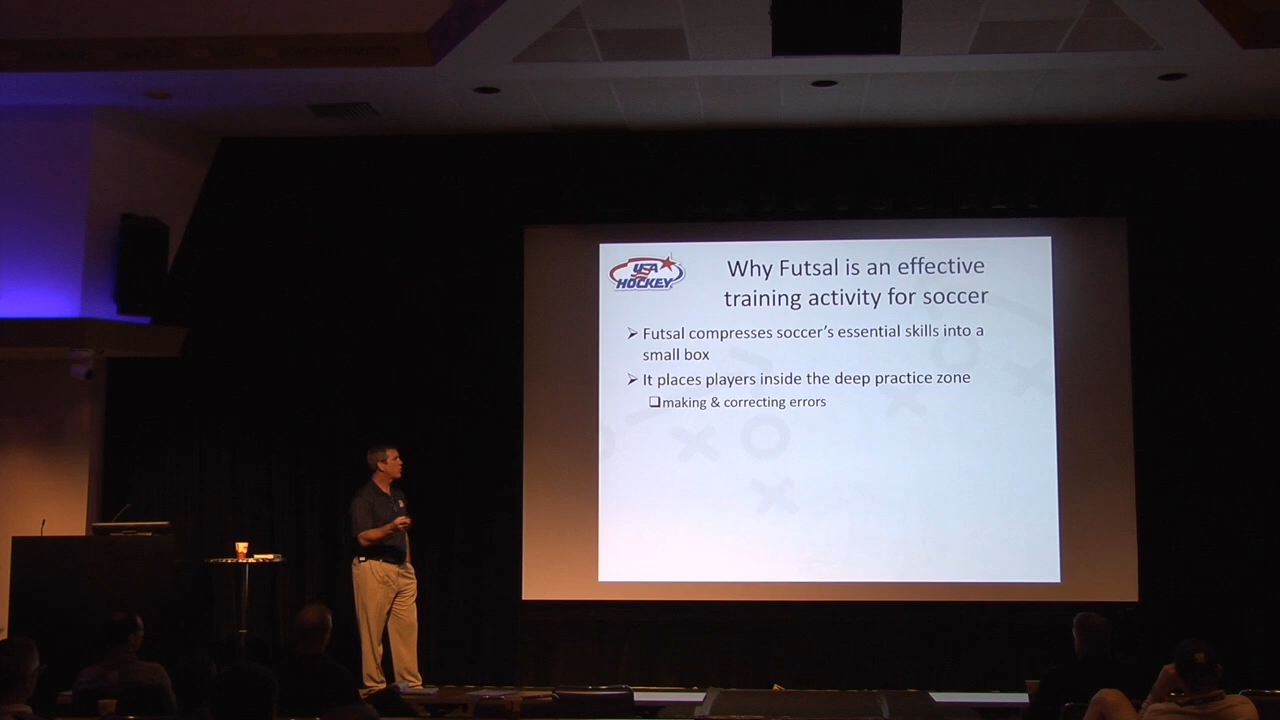 USA
HOCKEY
Why Futsal is an effective
training activity for soccer
Futsal compresses soccer's essential skills into a
small box
It places players inside the deep practice zone
making & correcting errors